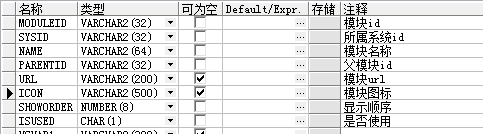 名称 类型 可为空 Default/Expr. 存储 注释
MODULEID VARCHAR2(32) ... 模块id
SYSID VARCHAR2(32) ... 所属系统id
NAME VARCHAR2(64) ... 模块名称
PARENTID VARCHAR2(32) ... 父模块id
URL VARCHAR2(200) ... 模块url
ICON VARCHAR2(500) ... 模块图标
SHOWORDER NUMBER(8) ... 显示顺序
ISUSED CHAR(1) ... 是否使用